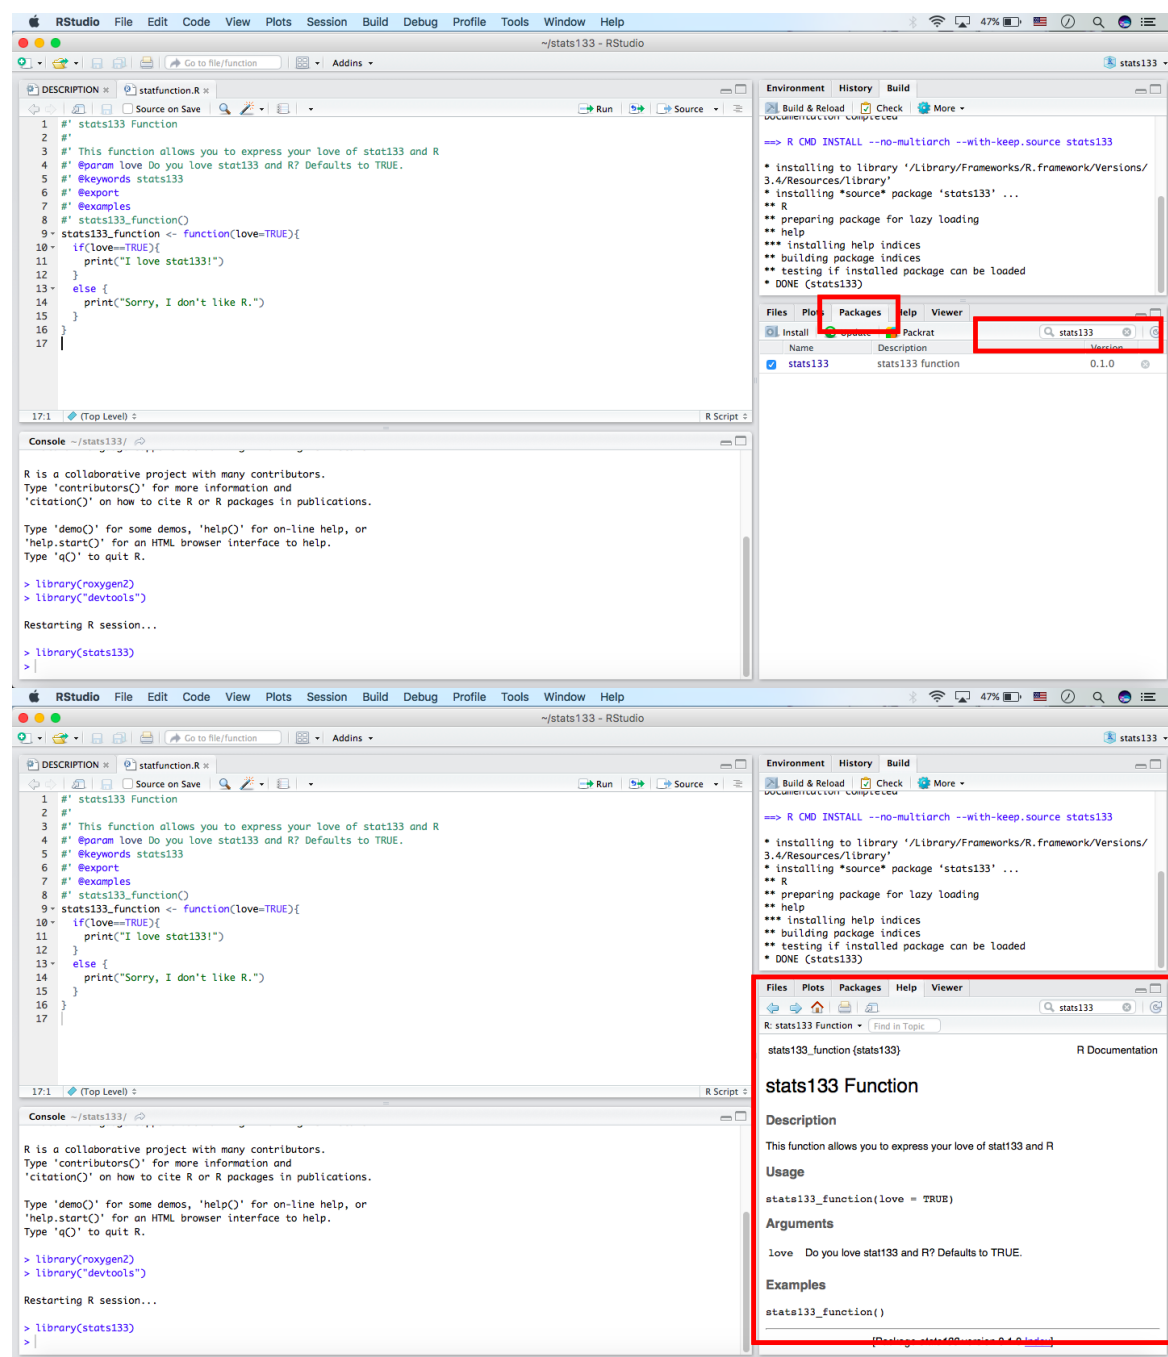 RStudio File Edit Code View Plots Session Build Debug Profile Tools Window Help 47%
~/stats133 - RStudio
Go to file/function Addins stats133
DESCRIPTION statfunction.R
Source on Save Run Source
1 #' stats133 Function
2 #'
3 #' This function allows you to express your love of stat133 and R
4 #' @param love Do you love stat133 and R? Defaults to TRUE.
5 #' @keywords stats133
6 #' @export
7 #' @examples
8 #' stats133_function()
9 stats133_function <- function(love=TRUE){
10 if(love==TRUE){
11 print("I love stat133!")
12 }
13 else {
14 print("Sorry, I don't like R.")
15 }
16 }
17
17:1 (Top Level) R Script
Console ~/stats133/
R is a collaborative project with many contributors.
Type 'contributors()' for more information and
'citation()' on how to cite R or R packages in publications.
Type 'demo()' for some demos, 'help()' for on-line help, or
'help.start()' for an HTML browser interface to help.
Type 'q()' to quit R.
> library(roxygen2)
> library("devtools")
Restarting R session...
> library(stats133)
>
Environment History Build
Build & Reload Check More
Documentation completed
==> R CMD INSTALL --no-multiarch --with-keep.source stats133
* installing to library ‘/Library/Frameworks/R.framework/Versions/
3.4/Resources/library’
* installing *source* package ‘stats133’ ...
** R
** preparing package for lazy loading
** help
*** installing help indices
** building package indices
** testing if installed package can be loaded
* DONE (stats133)
Files Plots Packages Help Viewer
Install Update Packrat stats133
Name Description Version
stats133 stats133 function 0.1.0
RStudio File Edit Code View Plots Session Build Debug Profile Tools Window Help 47%
~/stats133 - RStudio
Go to file/function Addins stats133
DESCRIPTION statfunction.R
Source on Save Run Source
1 #' stats133 Function
2 #'
3 #' This function allows you to express your love of stat133 and R
4 #' @param love Do you love stat133 and R? Defaults to TRUE.
5 #' @keywords stats133
6 #' @export
7 #' @examples
8 #' stats133_function()
9 stats133_function <- function(love=TRUE){
10 if(love==TRUE){
11 print("I love stat133!")
12 }
13 else {
14 print("Sorry, I don't like R.")
15 }
16 }
17
17:1 (Top Level) R Script
Console ~/stats133/
R is a collaborative project with many contributors.
Type 'contributors()' for more information and
'citation()' on how to cite R or R packages in publications.
Type 'demo()' for some demos, 'help()' for on-line help, or
'help.start()' for an HTML browser interface to help.
Type 'q()' to quit R.
> library(roxygen2)
> library("devtools")
Restarting R session...
> library(stats133)
>
Environment History Build
Build & Reload Check More
Documentation completed
==> R CMD INSTALL --no-multiarch --with-keep.source stats133
* installing to library ‘/Library/Frameworks/R.framework/Versions/
3.4/Resources/library’
* installing *source* package ‘stats133’ ...
** R
** preparing package for lazy loading
** help
*** installing help indices
** building package indices
** testing if installed package can be loaded
* DONE (stats133)
Files Plots Packages Help Viewer
stats133
R: stats133 Function Find in Topic
stats133_function {stats133} R Documentation
stats133 Function
Description
This function allows you to express your love of stat133 and R
Usage
stats133_function(love = TRUE)
Arguments
love Do you love stat133 and R? Defaults to TRUE.
Examples
stats133_function()
[Package stats133 version 0.1.0 Index]